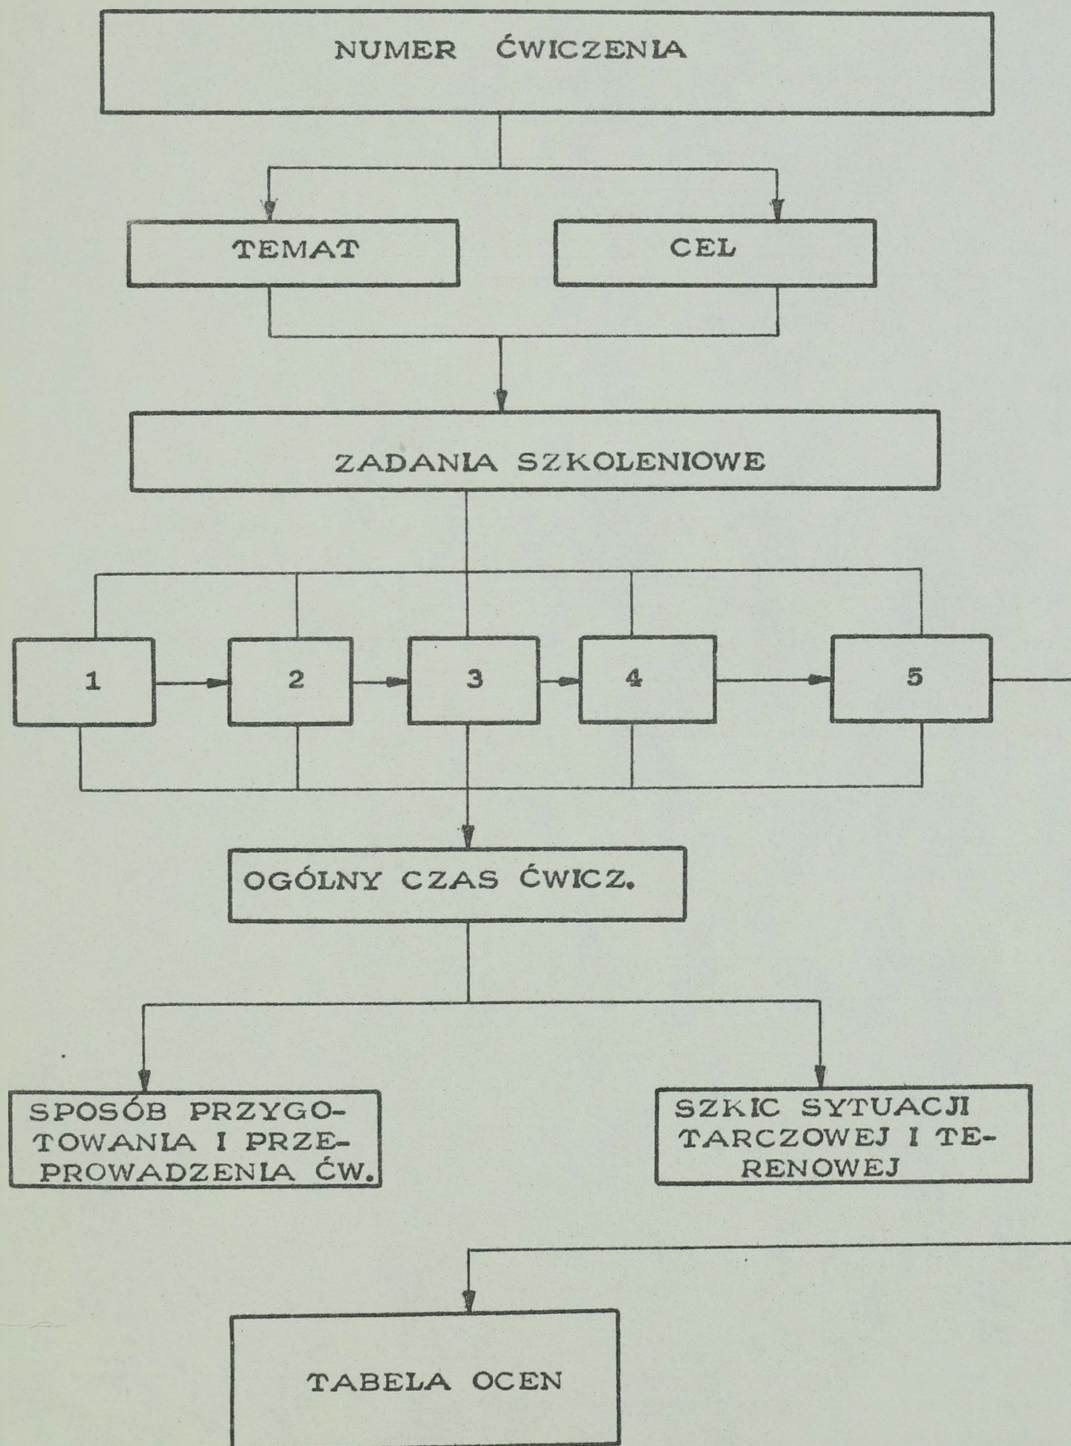 NUMER ĆWICZENIA
TEMAT
CEL
ZADANIA SZKOLENIOWE
1
2
3
4
5
OGÓLNY CZAS ĆWICZ.
SPOSÓB PRZYGO-
TOWANIA I PRZE-
PROWADZENIA ĆW.
SZKIC SYTUACJI
TARCZOWEJ I TE-
RENOWEJ
TABELA OCEN